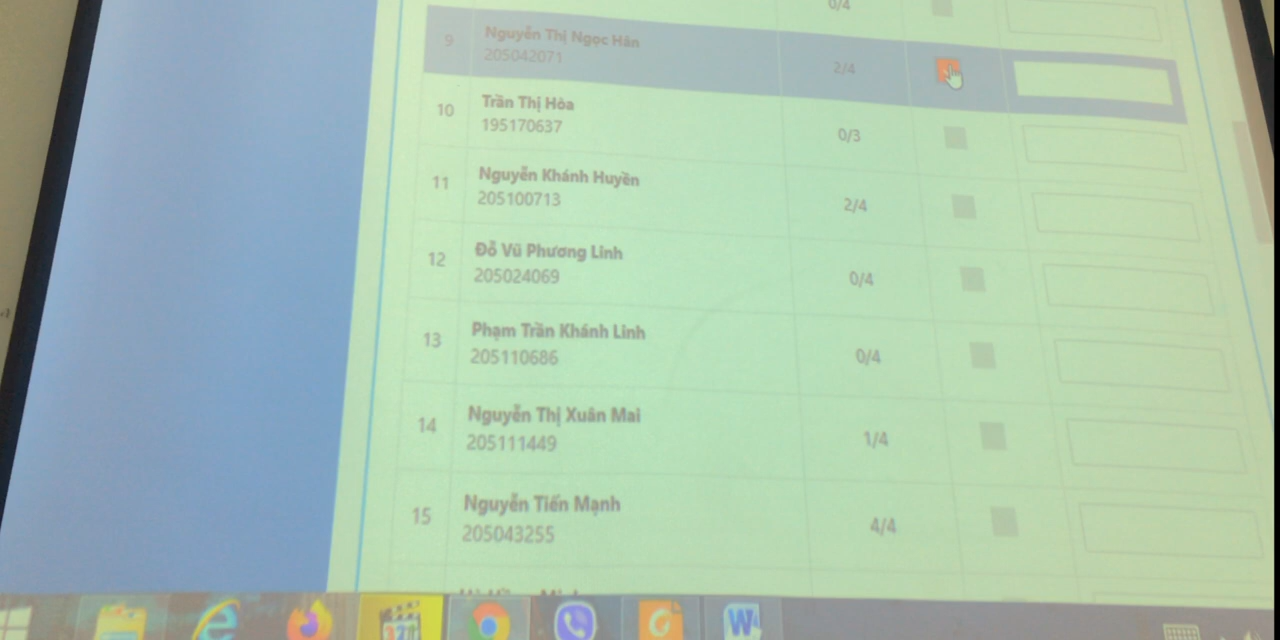 0/4
9 Nguyễn Thị Ngọc Hân 2/4
205042071
10 Trần Thị Hòa 0/3
195170637
11 Nguyễn Khánh Huyền 2/4
205100713
12 Đỗ Vũ Phương Linh 0/4
205024069
13 Phạm Trần Khánh Linh 0/4
205110686
14 Nguyễn Thị Xuân Mai 1/4
205111449
15 Nguyễn Tiến Mạnh 4/4
205043255